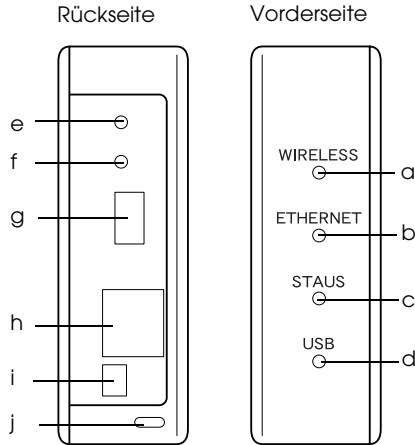 Rückseite
Vorderseite
e
f
g
h
i
j
WIRELESS
a
ETHERNET
b
STAUS
c
USB
d